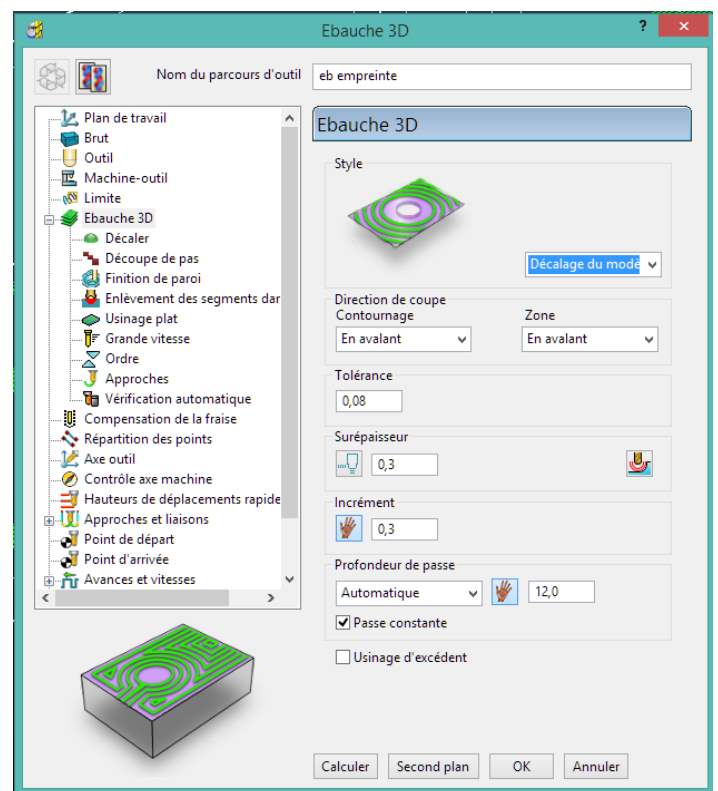 Ebauche 3D
? ×
Nom du parcours d'outil eb empreinte
Plan de travail
Brut
Outil
Machine-outil
Limite
Ebauche 3D
Décaler
Découpe de pas
Finition de paroi
Enlèvement des segments dar
Usinage plat
Grande vitesse
Ordre
Approches
Vérification automatique
Compensation de la fraise
Répartition des points
Axe outil
Contrôle axe machine
Hauteurs de déplacements rapide
Approches et liaisons
Point de départ
Point d'arrivée
Avances et vitesses
Ebauche 3D
Style
Décalage du modè
Direction de coupe
Contournage Zone
En avalant En avalant
Tolérance
0,08
Surépaisseur
0,3
Incrément
0,3
Profondeur de passe
Automatique 12,0
Passe constante
Usinage d'excédent
Calculer Second plan OK Annuler